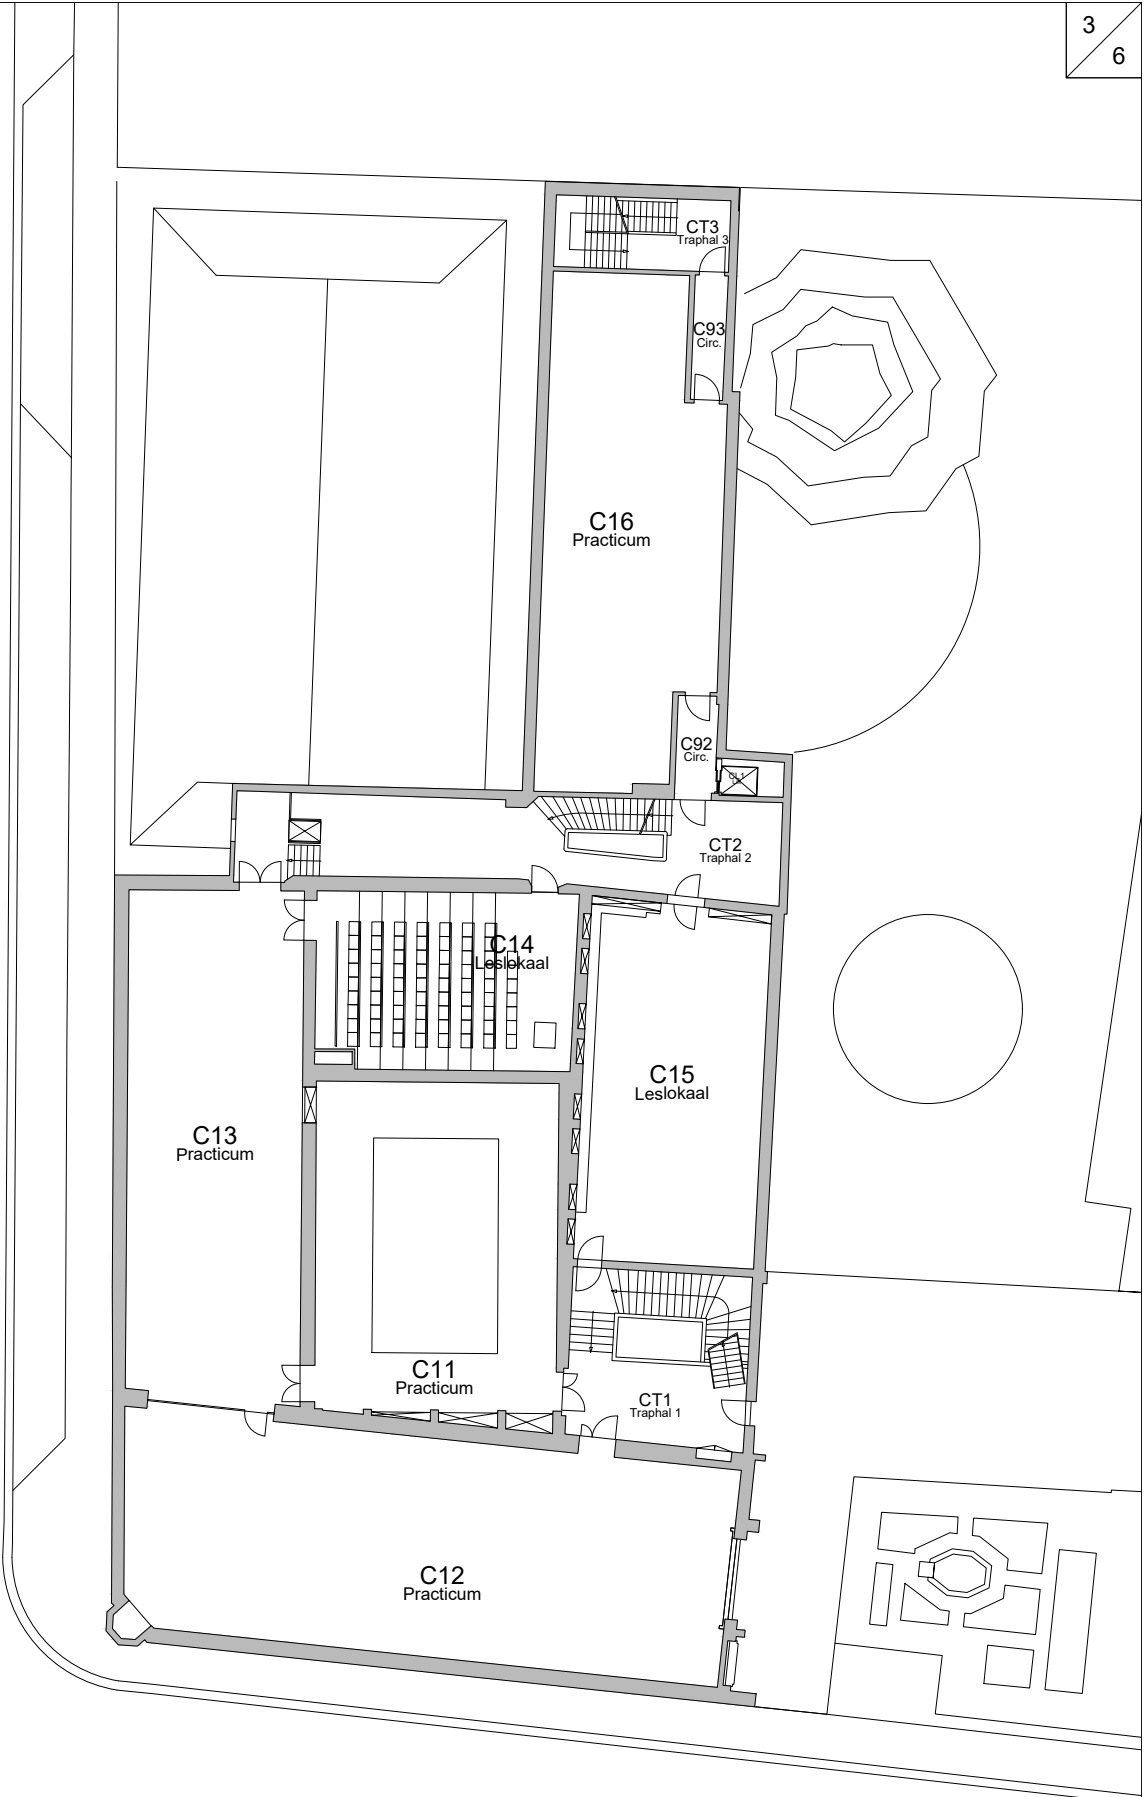 3
6
CT3
Traphal 3
C93
Circ.
C16
Practicum
C92
Circ.
CL1
CT2
Traphal 2
C14
Leslokaal
C15
Leslokaal
C13
Practicum
C11
Practicum
CT1
Traphal 1
C12
Practicum